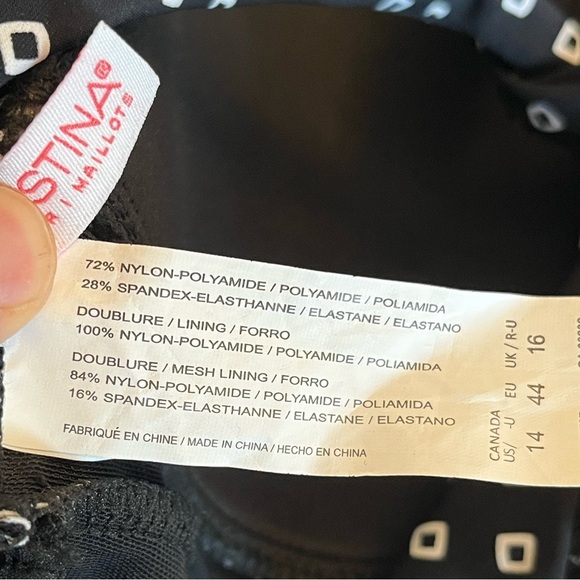 STINA®
R I MAILLOTS
72% NYLON-POLYAMIDE / POLYAMIDE / POLIAMIDA
28% SPANDEX-ELASTHANNE / ELASTANE / ELASTANO
DOUBLURE / LINING / FORRO
100% NYLON-POLYAMIDE / POLYAMIDE / POLIAMIDA
DOUBLURE / MESH LINING / FORRO
84% NYLON-POLYAMIDE / POLYAMIDE / POLIAMIDA
16% SPANDEX-ELASTHANNE / ELASTANE / ELASTANO
FABRIQUÉ EN CHINE / MADE IN CHINA / HECHO EN CHINA
CANADA
US/ -U EU UK / R-U
14 44 16